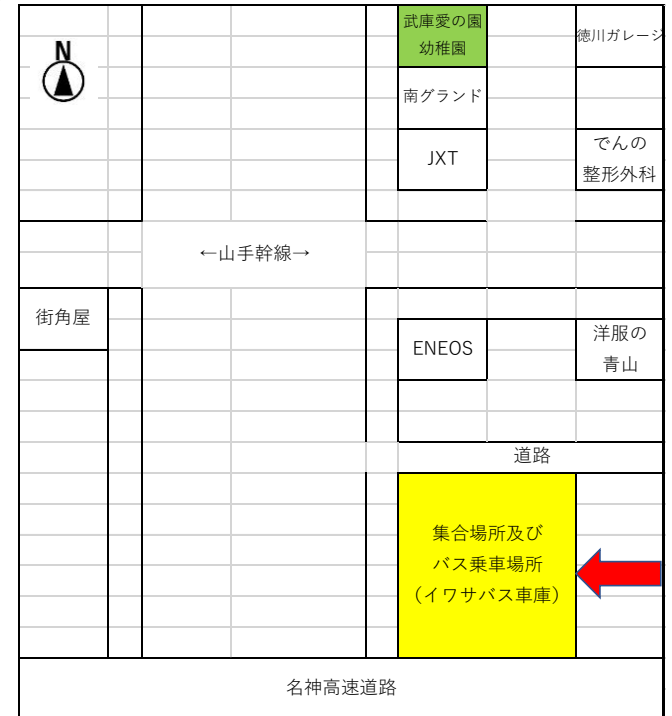 武庫愛の園
幼稚園
徳川ガレージ
N
南グランド
JXT
でんの
整形外科
←山手幹線→
街角屋
ENEOS
洋服の
青山
道路
集合場所及び
バス乗車場所
（イワサバス車庫）
名神高速道路